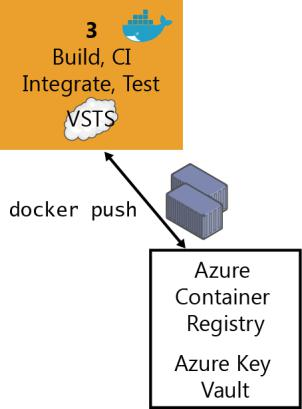 3
Build, CI
Integrate, Test
VSTS
docker push
Azure
Container
Registry
Azure Key
Vault